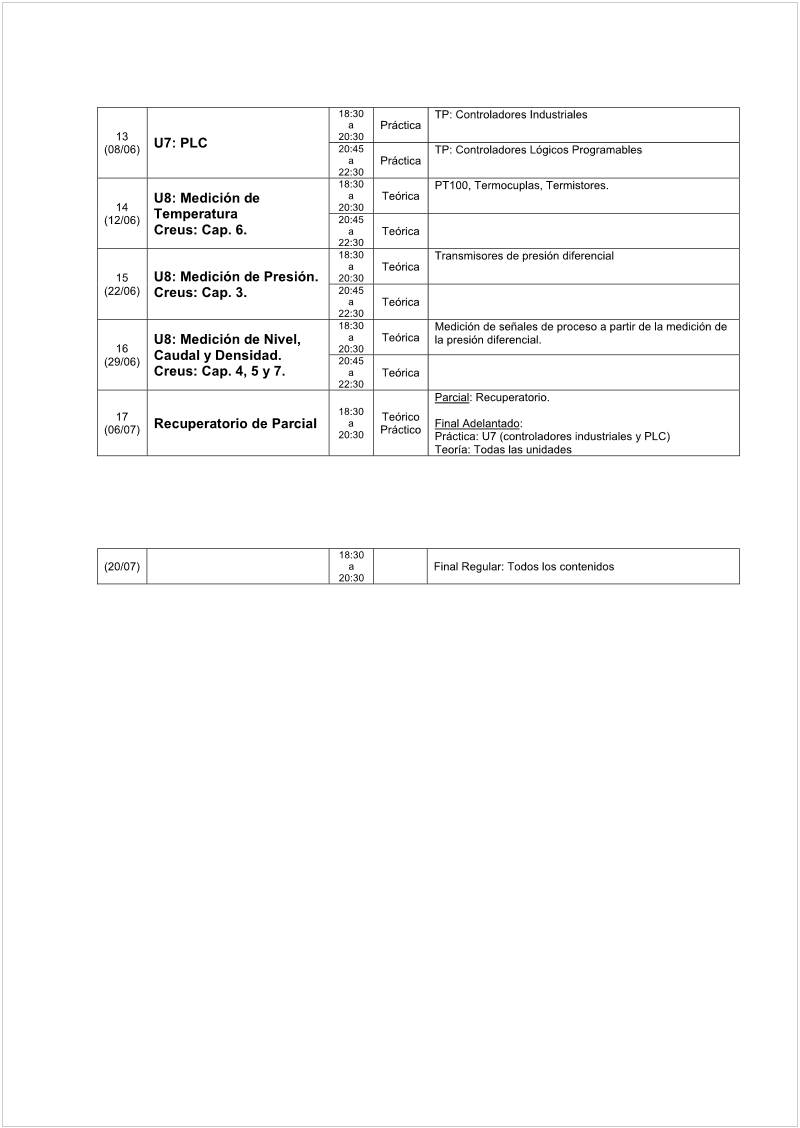 13
(08/06)
U7: PLC
18:30
a
20:30
Práctica
TP: Controladores Industriales
20:45
a
22:30
Práctica
TP: Controladores Lógicos Programables
14
(12/06)
U8: Medición de
Temperatura
Creus: Cap. 6.
18:30
a
20:30
Teórica
PT100, Termocuplas, Termistores.
20:45
a
22:30
Teórica
15
(22/06)
U8: Medición de Presión.
Creus: Cap. 3.
18:30
a
20:30
Teórica
Transmisores de presión diferencial
20:45
a
22:30
Teórica
16
(29/06)
U8: Medición de Nivel,
Caudal y Densidad.
Creus: Cap. 4, 5 y 7.
18:30
a
20:30
Teórica
Medición de señales de proceso a partir de la medición de
la presión diferencial.
20:45
a
22:30
Teórica
17
(06/07)
Recuperatorio de Parcial
18:30
a
20:30
Teórico
Práctico
Parcial: Recuperatorio.
Final Adelantado:
Práctica: U7 (controladores industriales y PLC)
Teoría: Todas las unidades
(20/07)
18:30
a
20:30
Final Regular: Todos los contenidos